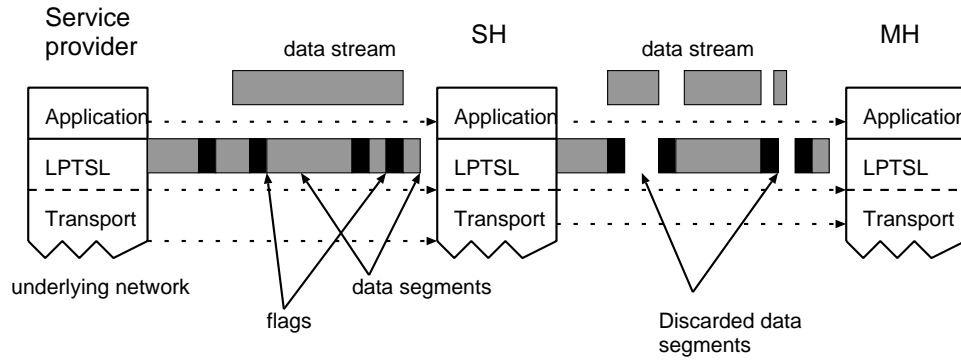 Service
provider
data stream
SH
data stream
MH
Application
Application
Application
LPTSL
LPTSL
LPTSL
Transport
Transport
Transport
underlying network
data segments
flags
Discarded data
segments